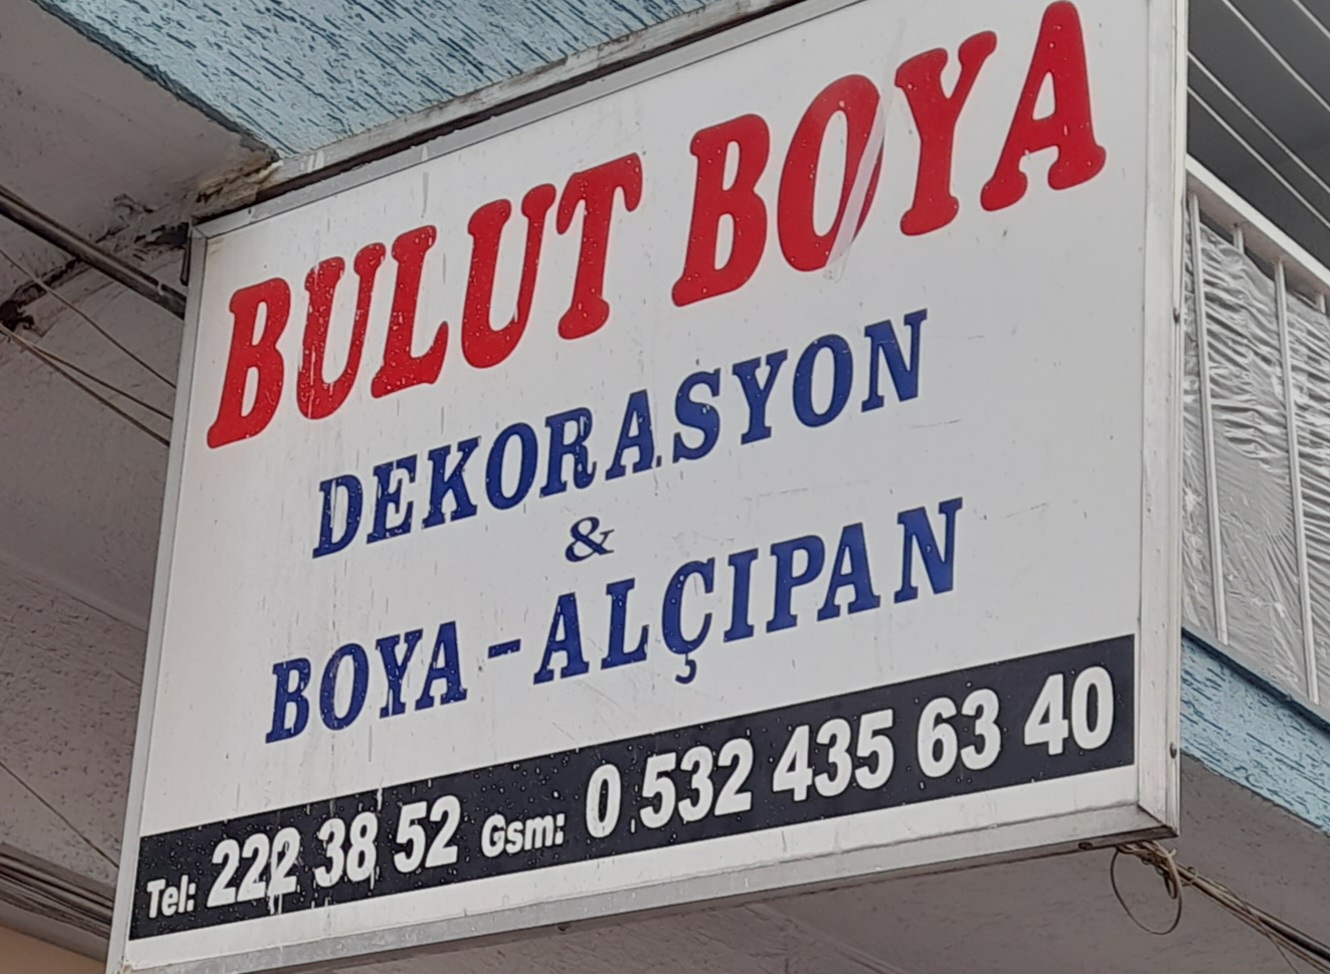 BULUT BOYA
DEKORASYON
&
BOYA - ALÇIPAN
Tel: 222 38 52 Gsm: 0 532 435 63 40